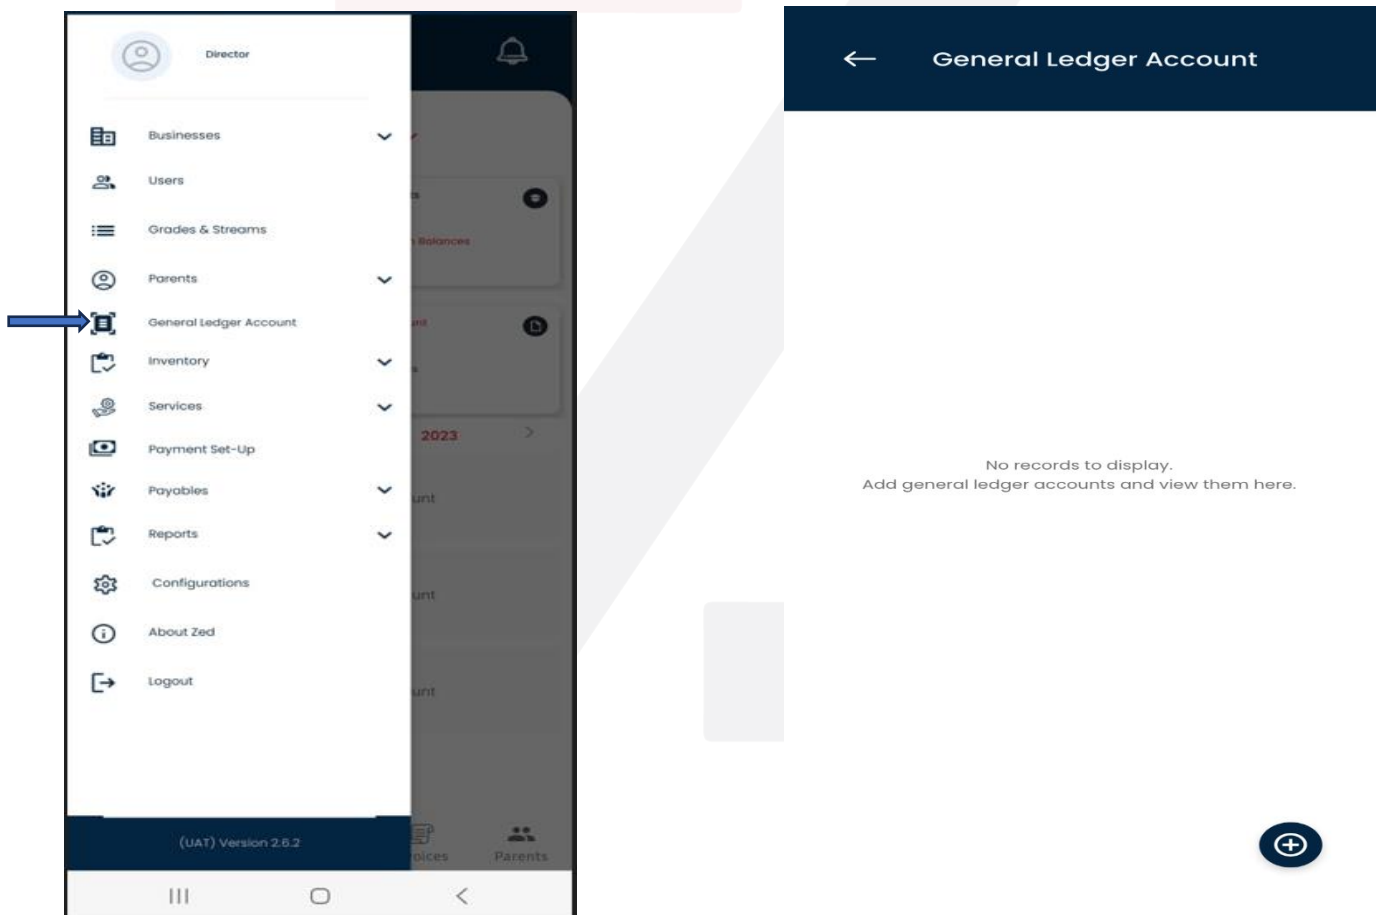 Director
Businesses
Users
Grades & Streams
Parents
General Ledger Account
Inventory
Services
Payment Set-Up
Payables
Reports
Configurations
About Zed
Logout
(UAT) Version 2.6.2
Balances
2023
Parents
General Ledger Account
No records to display.
Add general ledger accounts and view them here.